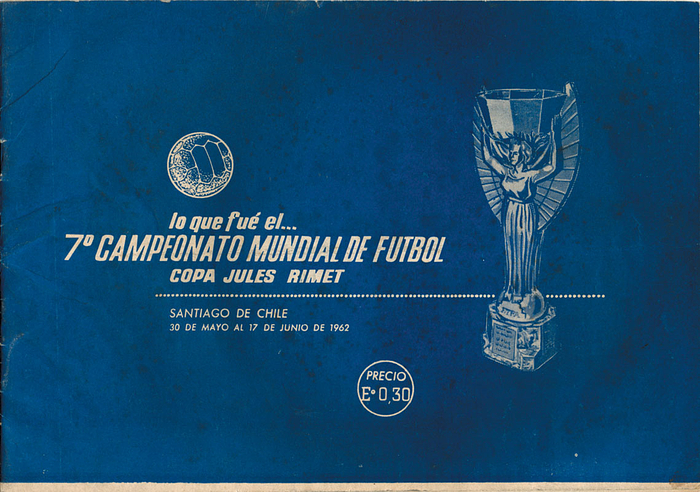 lo que fué el...
7º CAMPEONATO MUNDIAL DE FUTBOL
COPA JULES RIMET
SANTIAGO DE CHILE
30 DE MAYO AL 17 DE JUNIO DE 1962
PRECIO
Eº 0,30